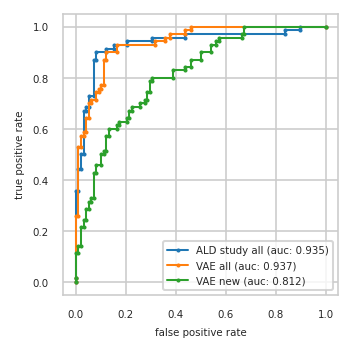 1.0
0.8
0.6
0.4
0.2
0.0
true positive rate
ALD study all (auc: 0.935)
VAE all (auc: 0.937)
VAE new (auc: 0.812)
0.0 0.2 0.4 0.6 0.8 1.0
false positive rate